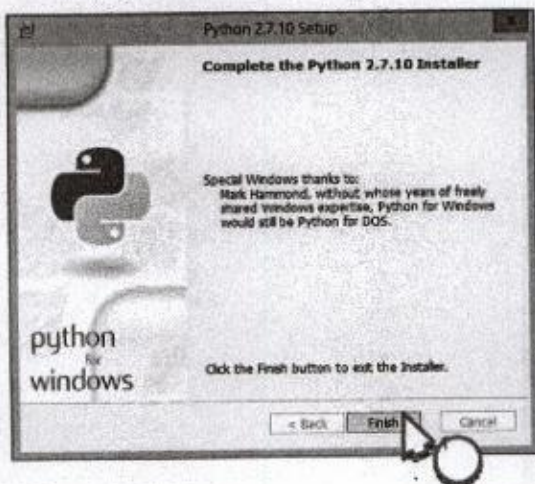 Python 2.7.10 Setup
Complete the Python 2.7.10 Installer
Special Windows thanks to:
Mark Hammond, without whose years of freely
shared Windows expertise, Python for Windows
would still be Python for DOS.
python
for
windows
Click the Finish button to exit the Installer.
< Back
Finish
Cancel